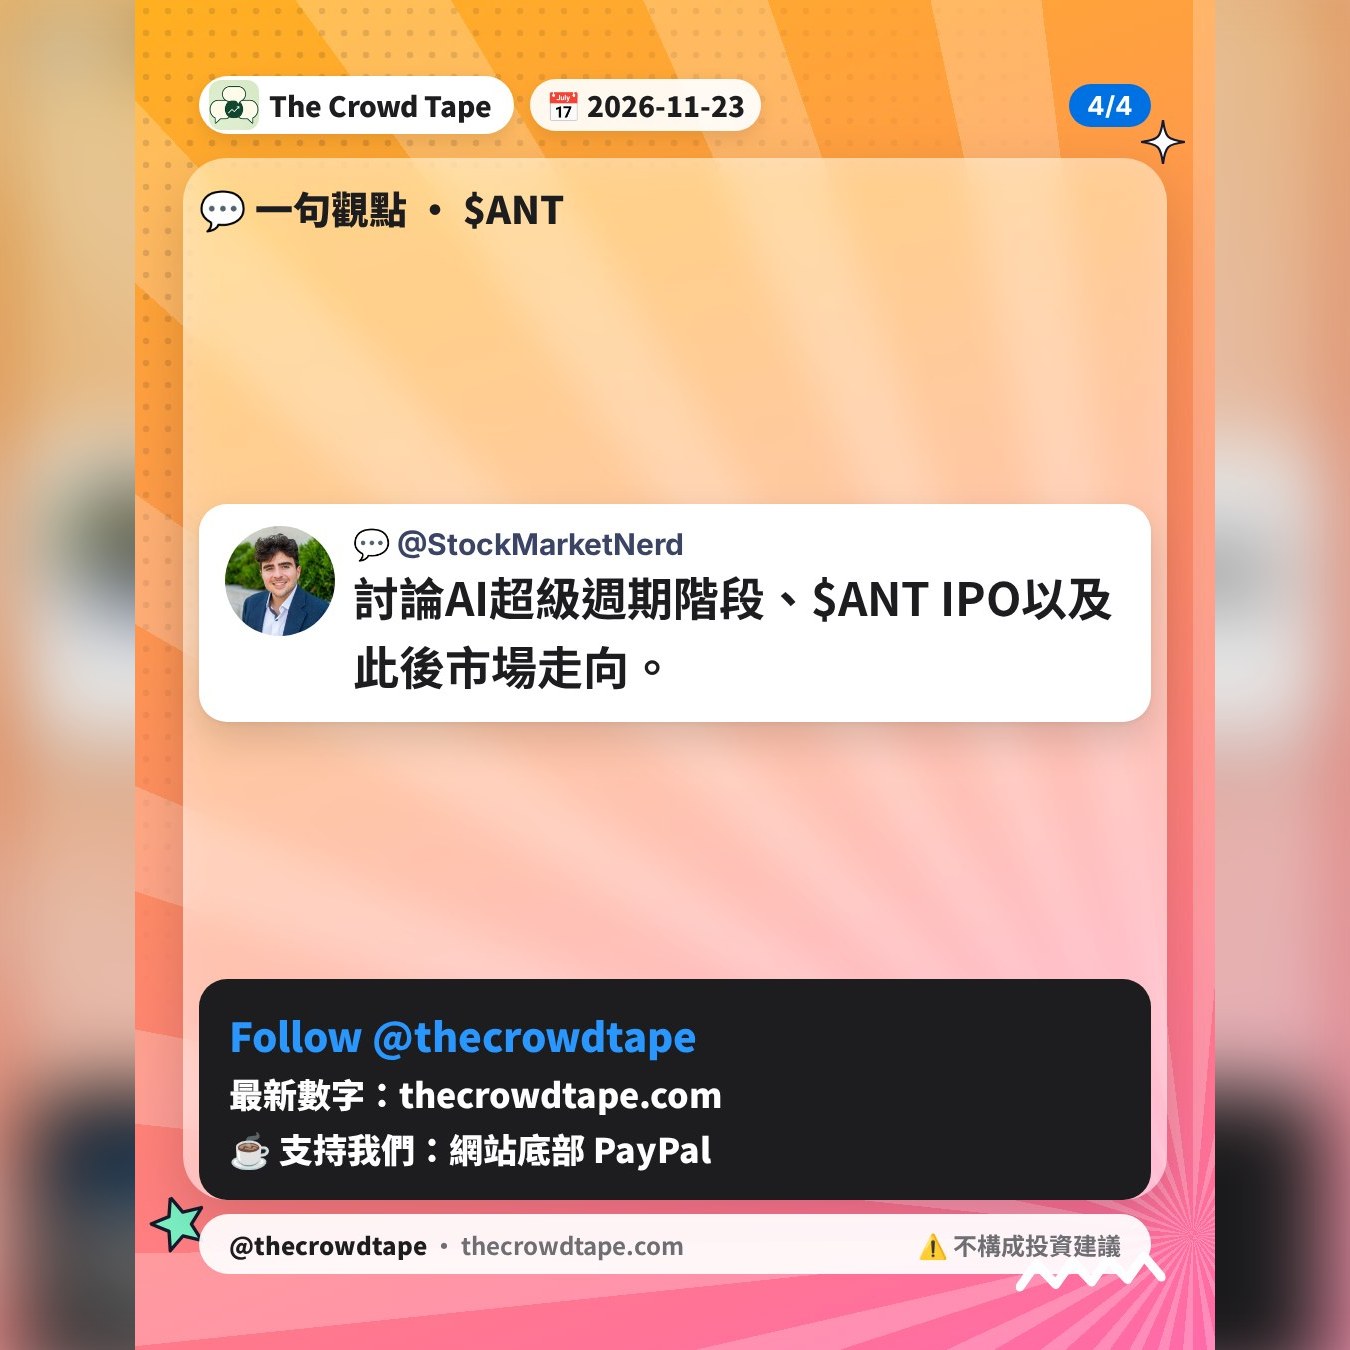 The Crowd Tape
2026-11-23
4/4
一句觀點 · $ANT
@StockMarketNerd
討論AI超級週期階段、$ANT IPO以及
此後市場走向。
Follow @thecrowdtape
最新數字：thecrowdtape.com
支持我們：網站底部 PayPal
@thecrowdtape · thecrowdtape.com
不構成投資建議